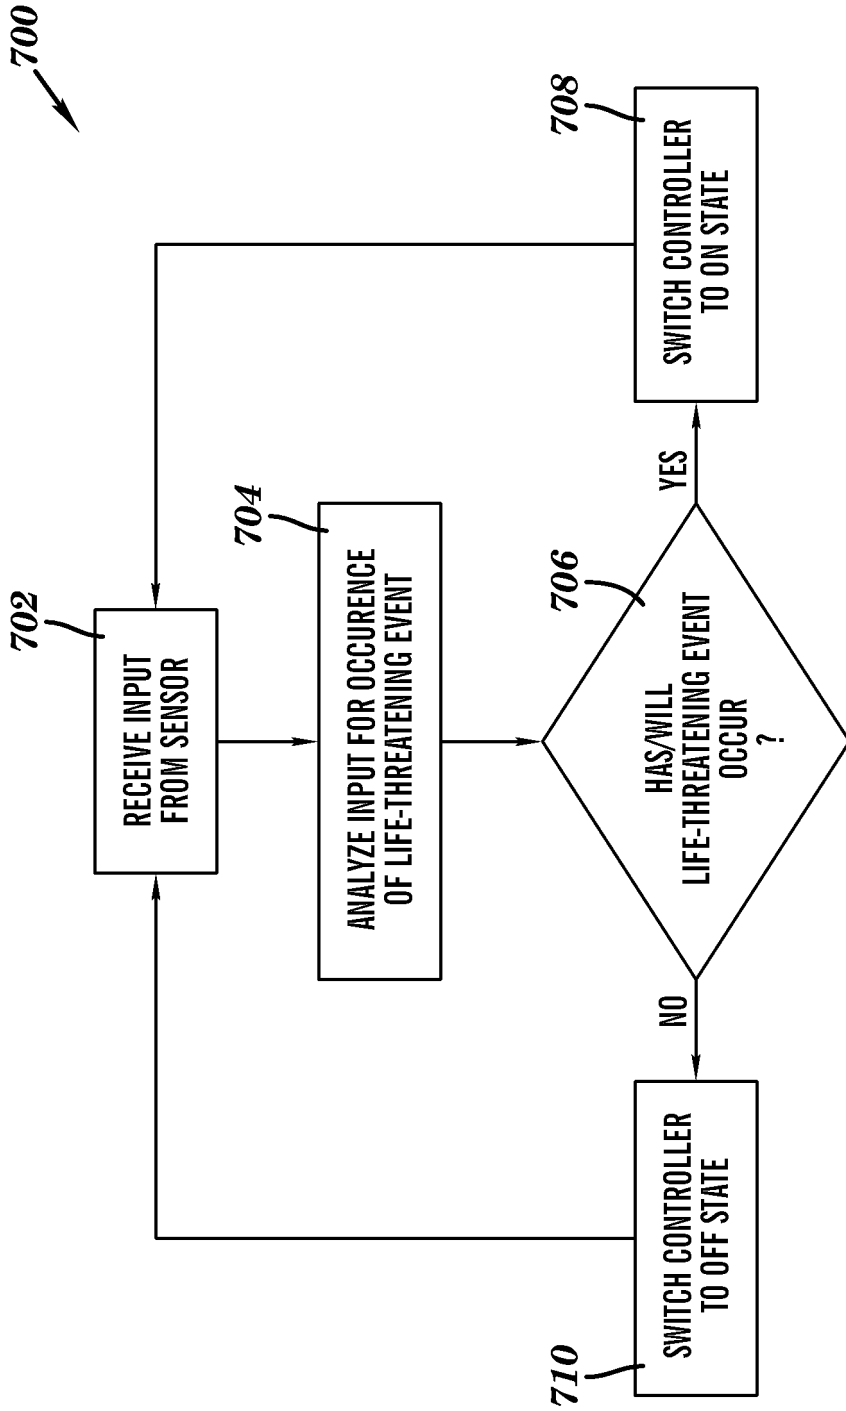 700
702
RECEIVE INPUT
FROM SENSOR
704
ANALYZE INPUT FOR OCCURENCE
OF LIFE-THREATENING EVENT
706
HAS/WILL
LIFE-THREATENING EVENT
OCCUR
?
YES
708
SWITCH CONTROLLER
TO ON STATE
NO
710
SWITCH CONTROLLER
TO OFF STATE